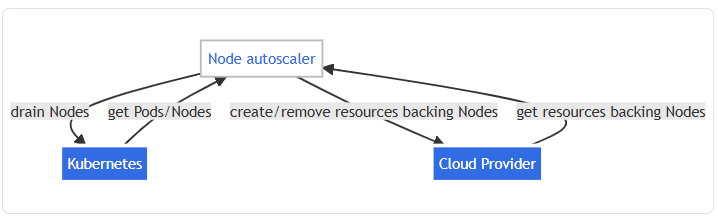 Node autoscaler
drain Nodes
get Pods/Nodes
create/remove resources backing Nodes
get resources backing Nodes
Kubernetes
Cloud Provider